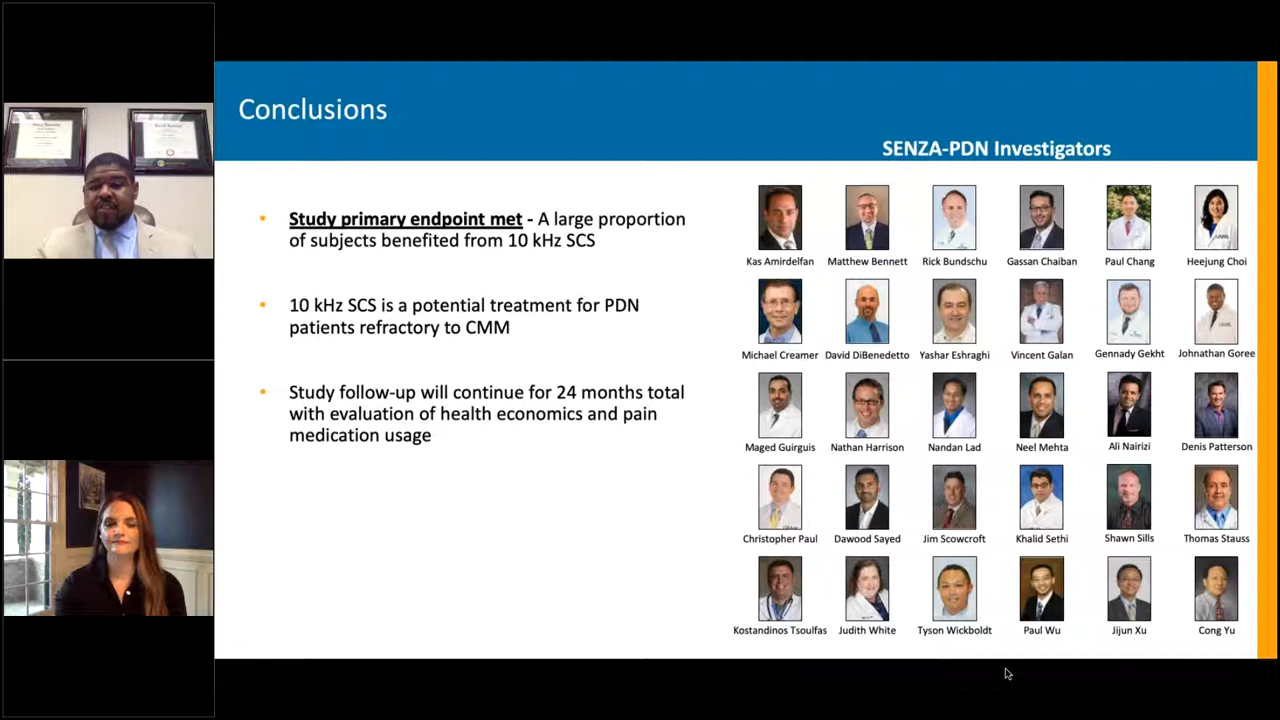 Conclusions
SENZA-PDN Investigators
• Study primary endpoint met - A large proportion
of subjects benefited from 10 kHz SCS
• 10 kHz SCS is a potential treatment for PDN
patients refractory to CMM
• Study follow-up will continue for 24 months total
with evaluation of health economics and pain
medication usage
Kas Amirdelfan Matthew Bennett Rick Bundschu Gassan Chaiban Paul Chang Heejung Choi
Michael Creamer David DiBenedetto Yashar Eshraghi Vincent Galan Gennady Gekht Johnathan Goree
Maged Guirguis Nathan Harrison Nandan Lad Neel Mehta Ali Nairizi Denis Patterson
Christopher Paul Dawood Sayed Jim Scowcroft Khalid Sethi Shawn Sills Thomas Stauss
Kostandinos Tsoulfas Judith White Tyson Wickboldt Paul Wu Jijun Xu Cong Yu